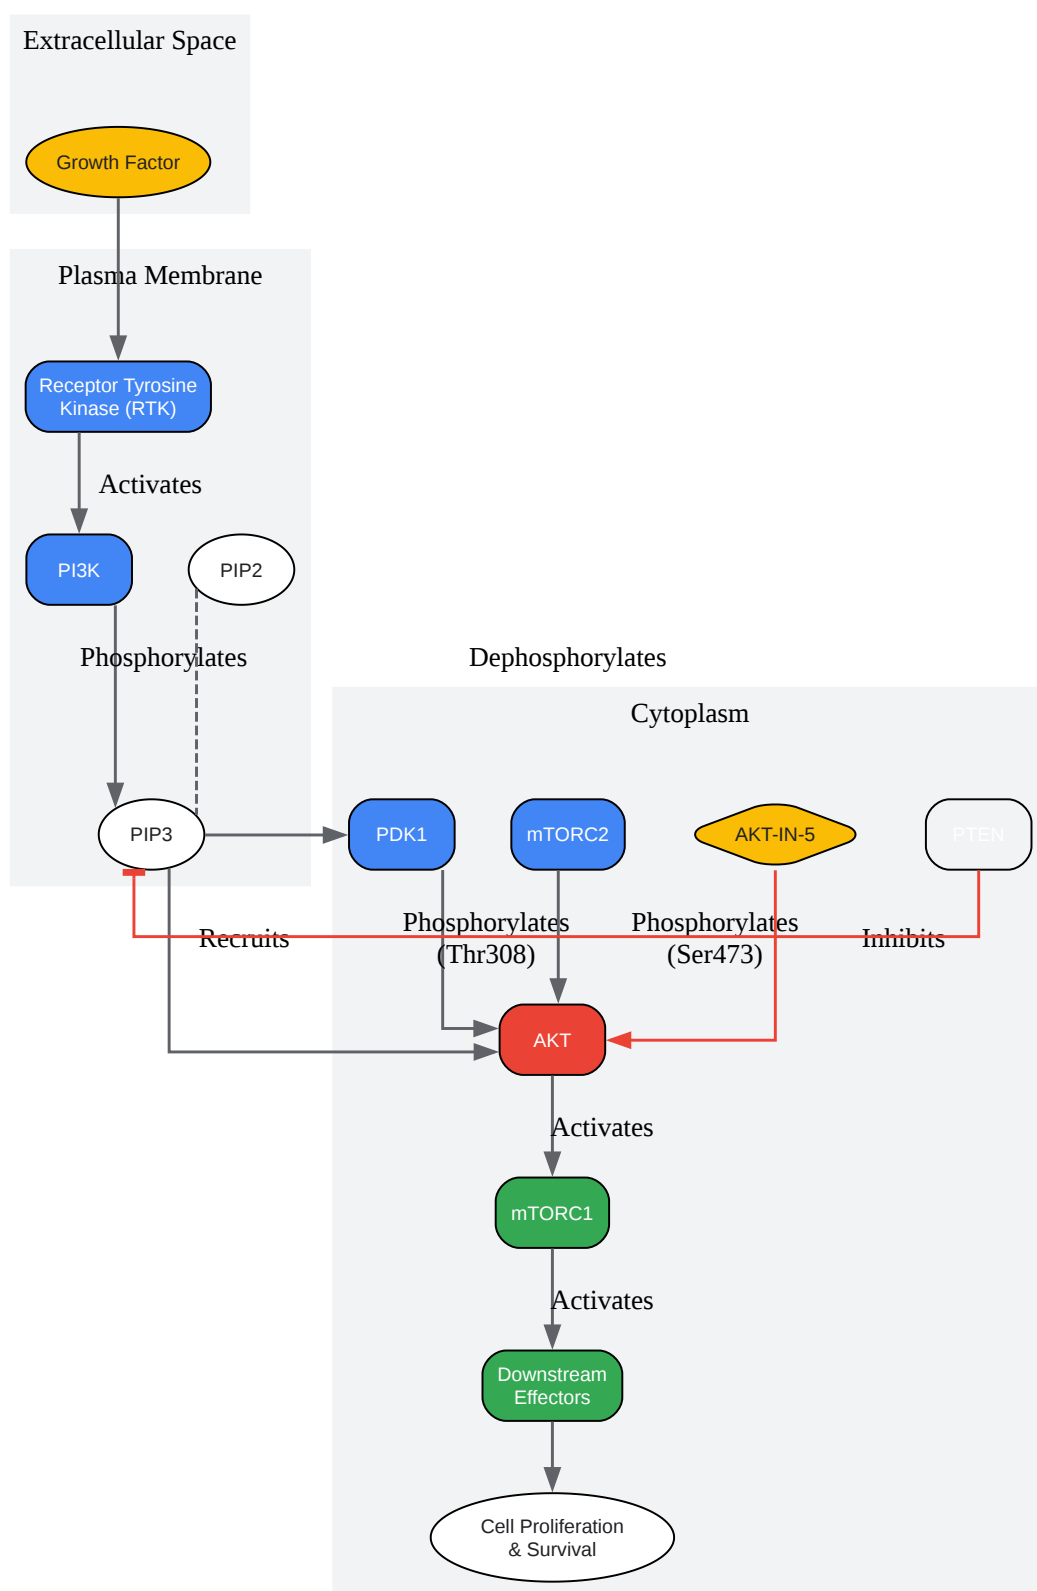 Extracellular Space
Growth Factor
Plasma Membrane
Receptor Tyrosine
Kinase (RTK)
Activates
PI3K
PIP2
Phosphorylates
Dephosphorylates
Cytoplasm
PIP3
PDK1
mTORC2
AKT-IN-5
PTEN
Recruits
Phosphorylates
(Thr308)
Phosphorylates
(Ser473)
Inhibits
AKT
Activates
mTORC1
Activates
Downstream
Effectors
Cell Proliferation
& Survival